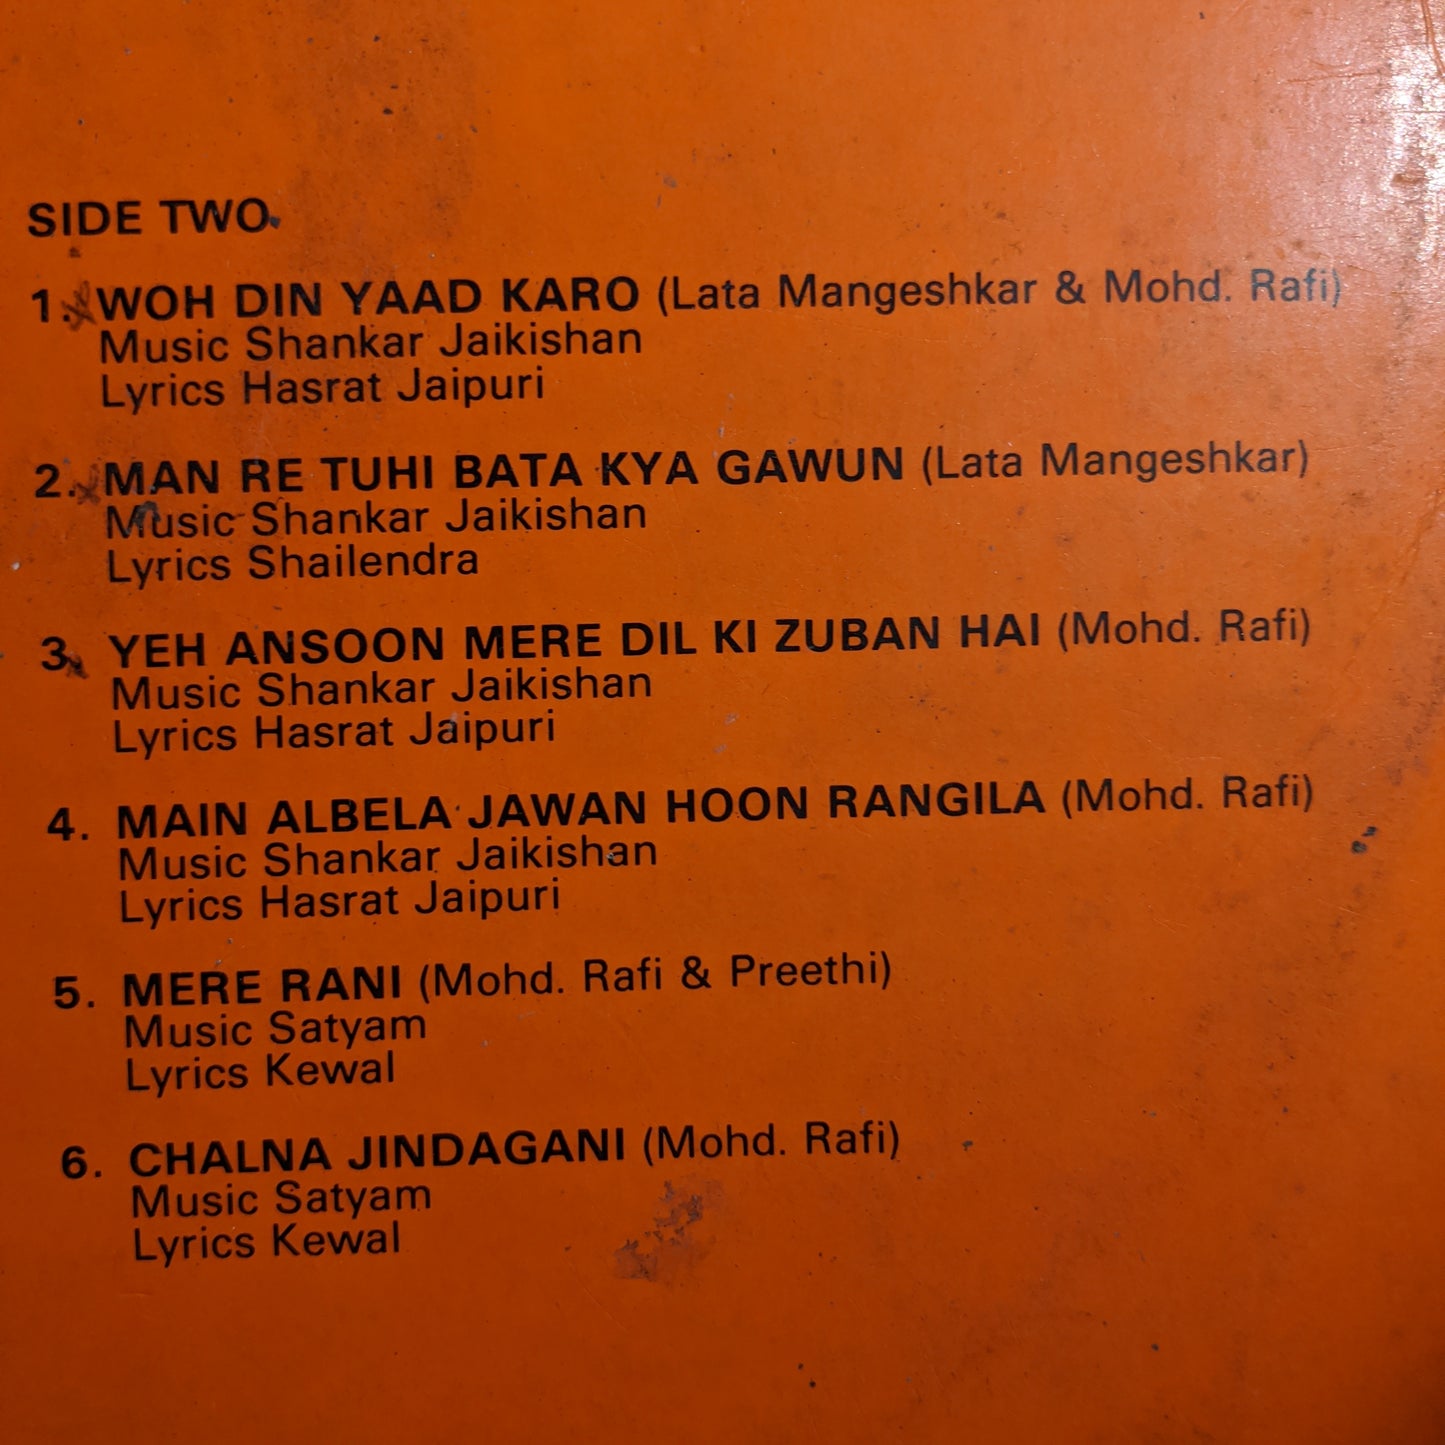 SIDE TWO
1. WOH DIN YAAD KARO (Lata Mangeshkar & Mohd. Rafi)
Music Shankar Jaikishan
Lyrics Hasrat Jaipuri
2. MAN RE TUHI BATA KYA GAWUN (Lata Mangeshkar)
Music Shankar Jaikishan
Lyrics Shailendra
3. YEH ANSOON MERE DIL KI ZUBAN HAI (Mohd. Rafi)
Music Shankar Jaikishan
Lyrics Hasrat Jaipuri
4. MAIN ALBELA JAWAN HOON RANGILA (Mohd. Rafi)
Music Shankar Jaikishan
Lyrics Hasrat Jaipuri
5. MERE RANI (Mohd. Rafi & Preethi)
Music Satyam
Lyrics Kewal
6. CHALNA JINDAGANI (Mohd. Rafi)
Music Satyam
Lyrics Kewal